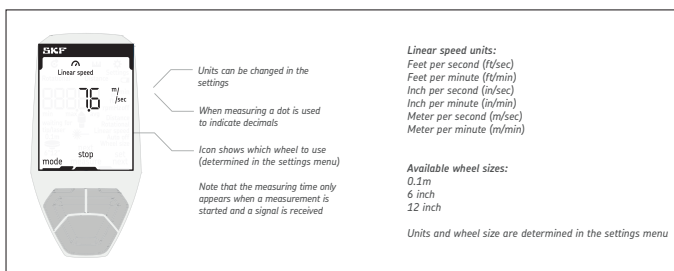 SKF
Linear speed
7.6 m/
/sec
stop
mode
Units can be changed in the
settings
When measuring a dot is used
to indicate decimals
Icon shows which wheel to use
(determined in the settings menu)
Note that the measuring time only
appears when a measurement is
started and a signal is received
Linear speed units:
Feet per second (ft/sec)
Feet per minute (ft/min)
Inch per second (in/sec)
Inch per minute (in/min)
Meter per second (m/sec)
Meter per minute (m/min)
Available wheel sizes:
0.1m
6 inch
12 inch
Units and wheel size are determined in the settings menu